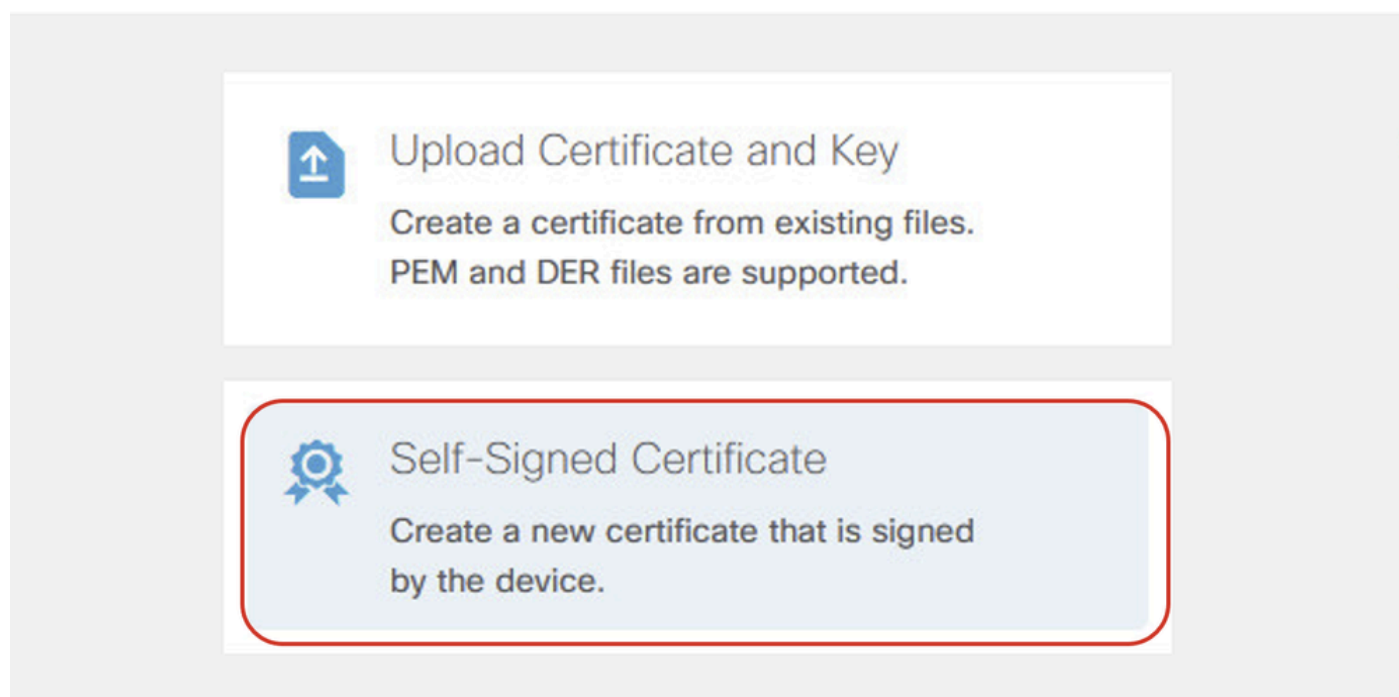 Upload Certificate and Key
Create a certificate from existing files.
PEM and DER files are supported.
Self-Signed Certificate
Create a new certificate that is signed
by the device.